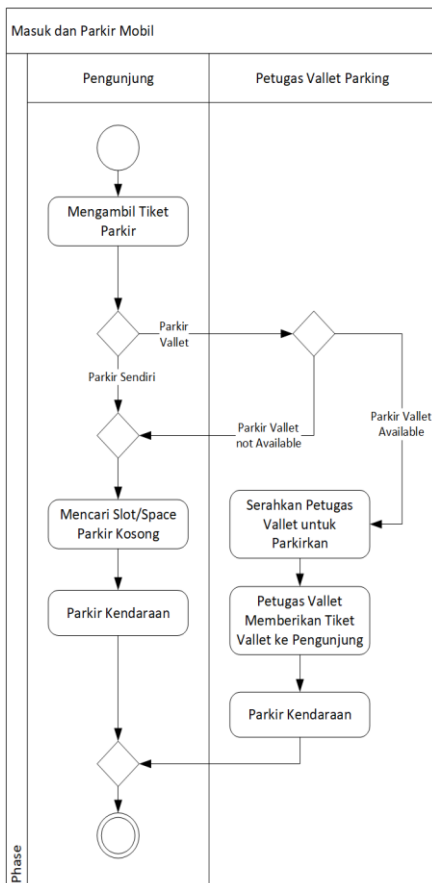 Masuk dan Parkir Mobil
Pengunjung
Petugas Vallet Parking
Mengambil Tiket
Parkir
Parkir
Vallet
Parkir Sendiri
Parkir Vallet
not Available
Parkir Vallet
Available
Mencari Slot/Space
Parkir Kosong
Serahkan Petugas
Vallet untuk
Parkirkan
Parkir Kendaraan
Petugas Vallet
Memberikan Tiket
Vallet ke Pengunjung
Parkir Kendaraan
Phase